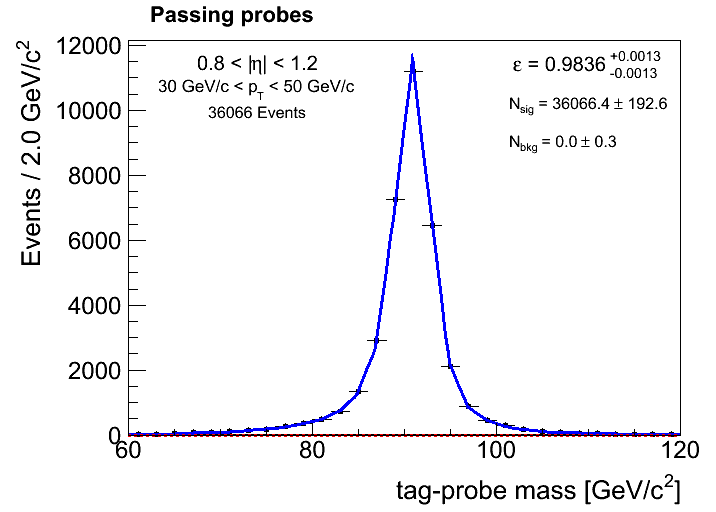 Passing probes
0.8 < |η| < 1.2
30 GeV/c < p_T < 50 GeV/c
36066 Events
ε = 0.9836 +0.0013 -0.0013
N_sig = 36066.4 ± 192.6
N_bkg = 0.0 ± 0.3
Events / 2.0 GeV/c²
12000
10000
8000
6000
4000
2000
0
60 80 100 120
tag-probe mass [GeV/c²]